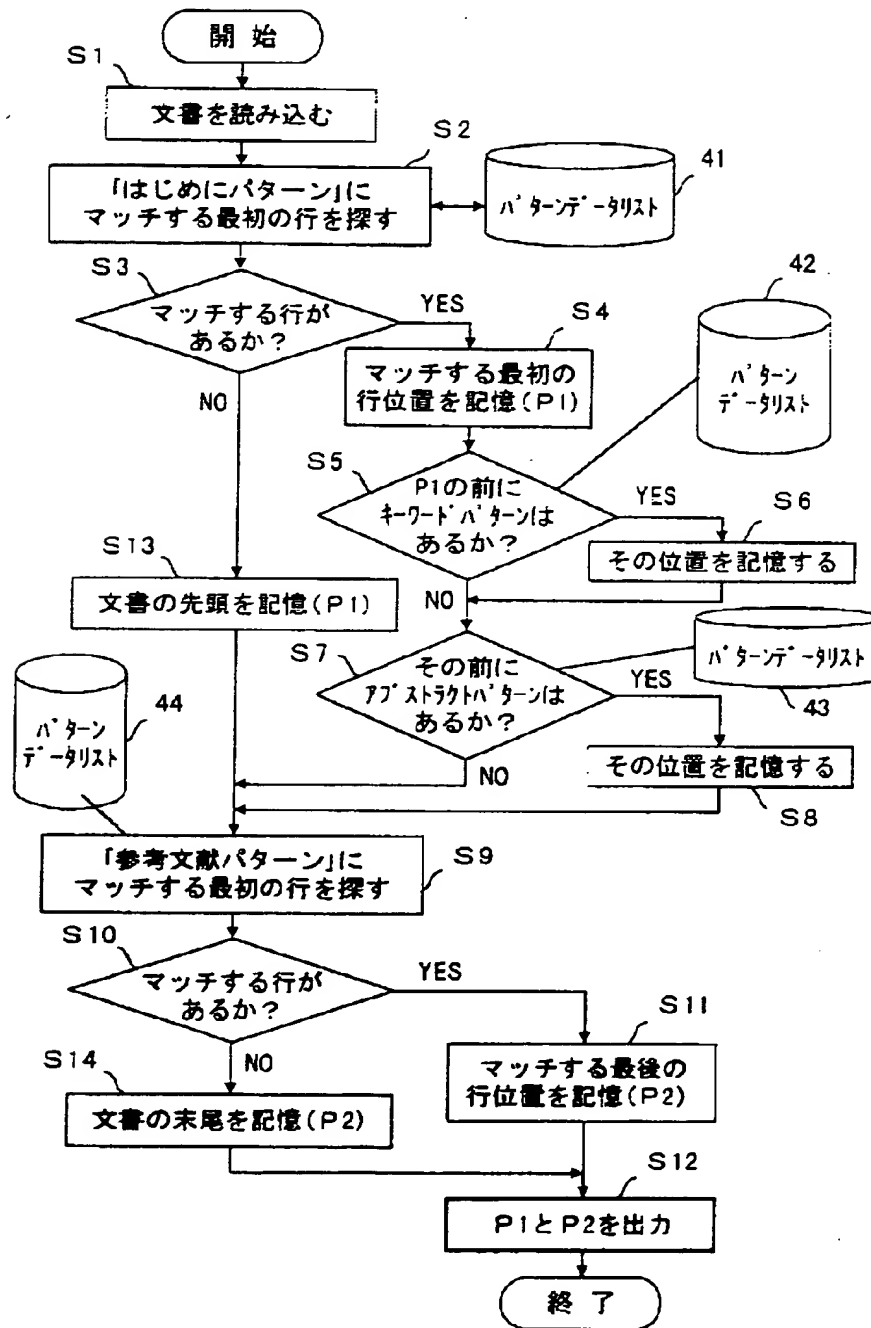 開始
S1
文書を読み込む
S2
「はじめにパターン」に
マッチする最初の行を探す
41
パターンデータリスト
S3
マッチする行が
あるか?
YES
NO
S4
マッチする最初の
行位置を記憶(P1)
42
パターン
データリスト
S5
P1の前に
キーワードパターンは
あるか?
YES
NO
S6
その位置を記憶する
S13
文書の先頭を記憶(P1)
S7
その前に
アブストラクトパターンは
あるか?
YES
NO
パターンデータリスト
43
S8
その位置を記憶する
44
パターン
データリスト
S9
「参考文献パターン」に
マッチする最初の行を探す
S10
マッチする行が
あるか?
YES
NO
S11
マッチする最後の
行位置を記憶(P2)
S14
文書の末尾を記憶(P2)
S12
P1とP2を出力
終了